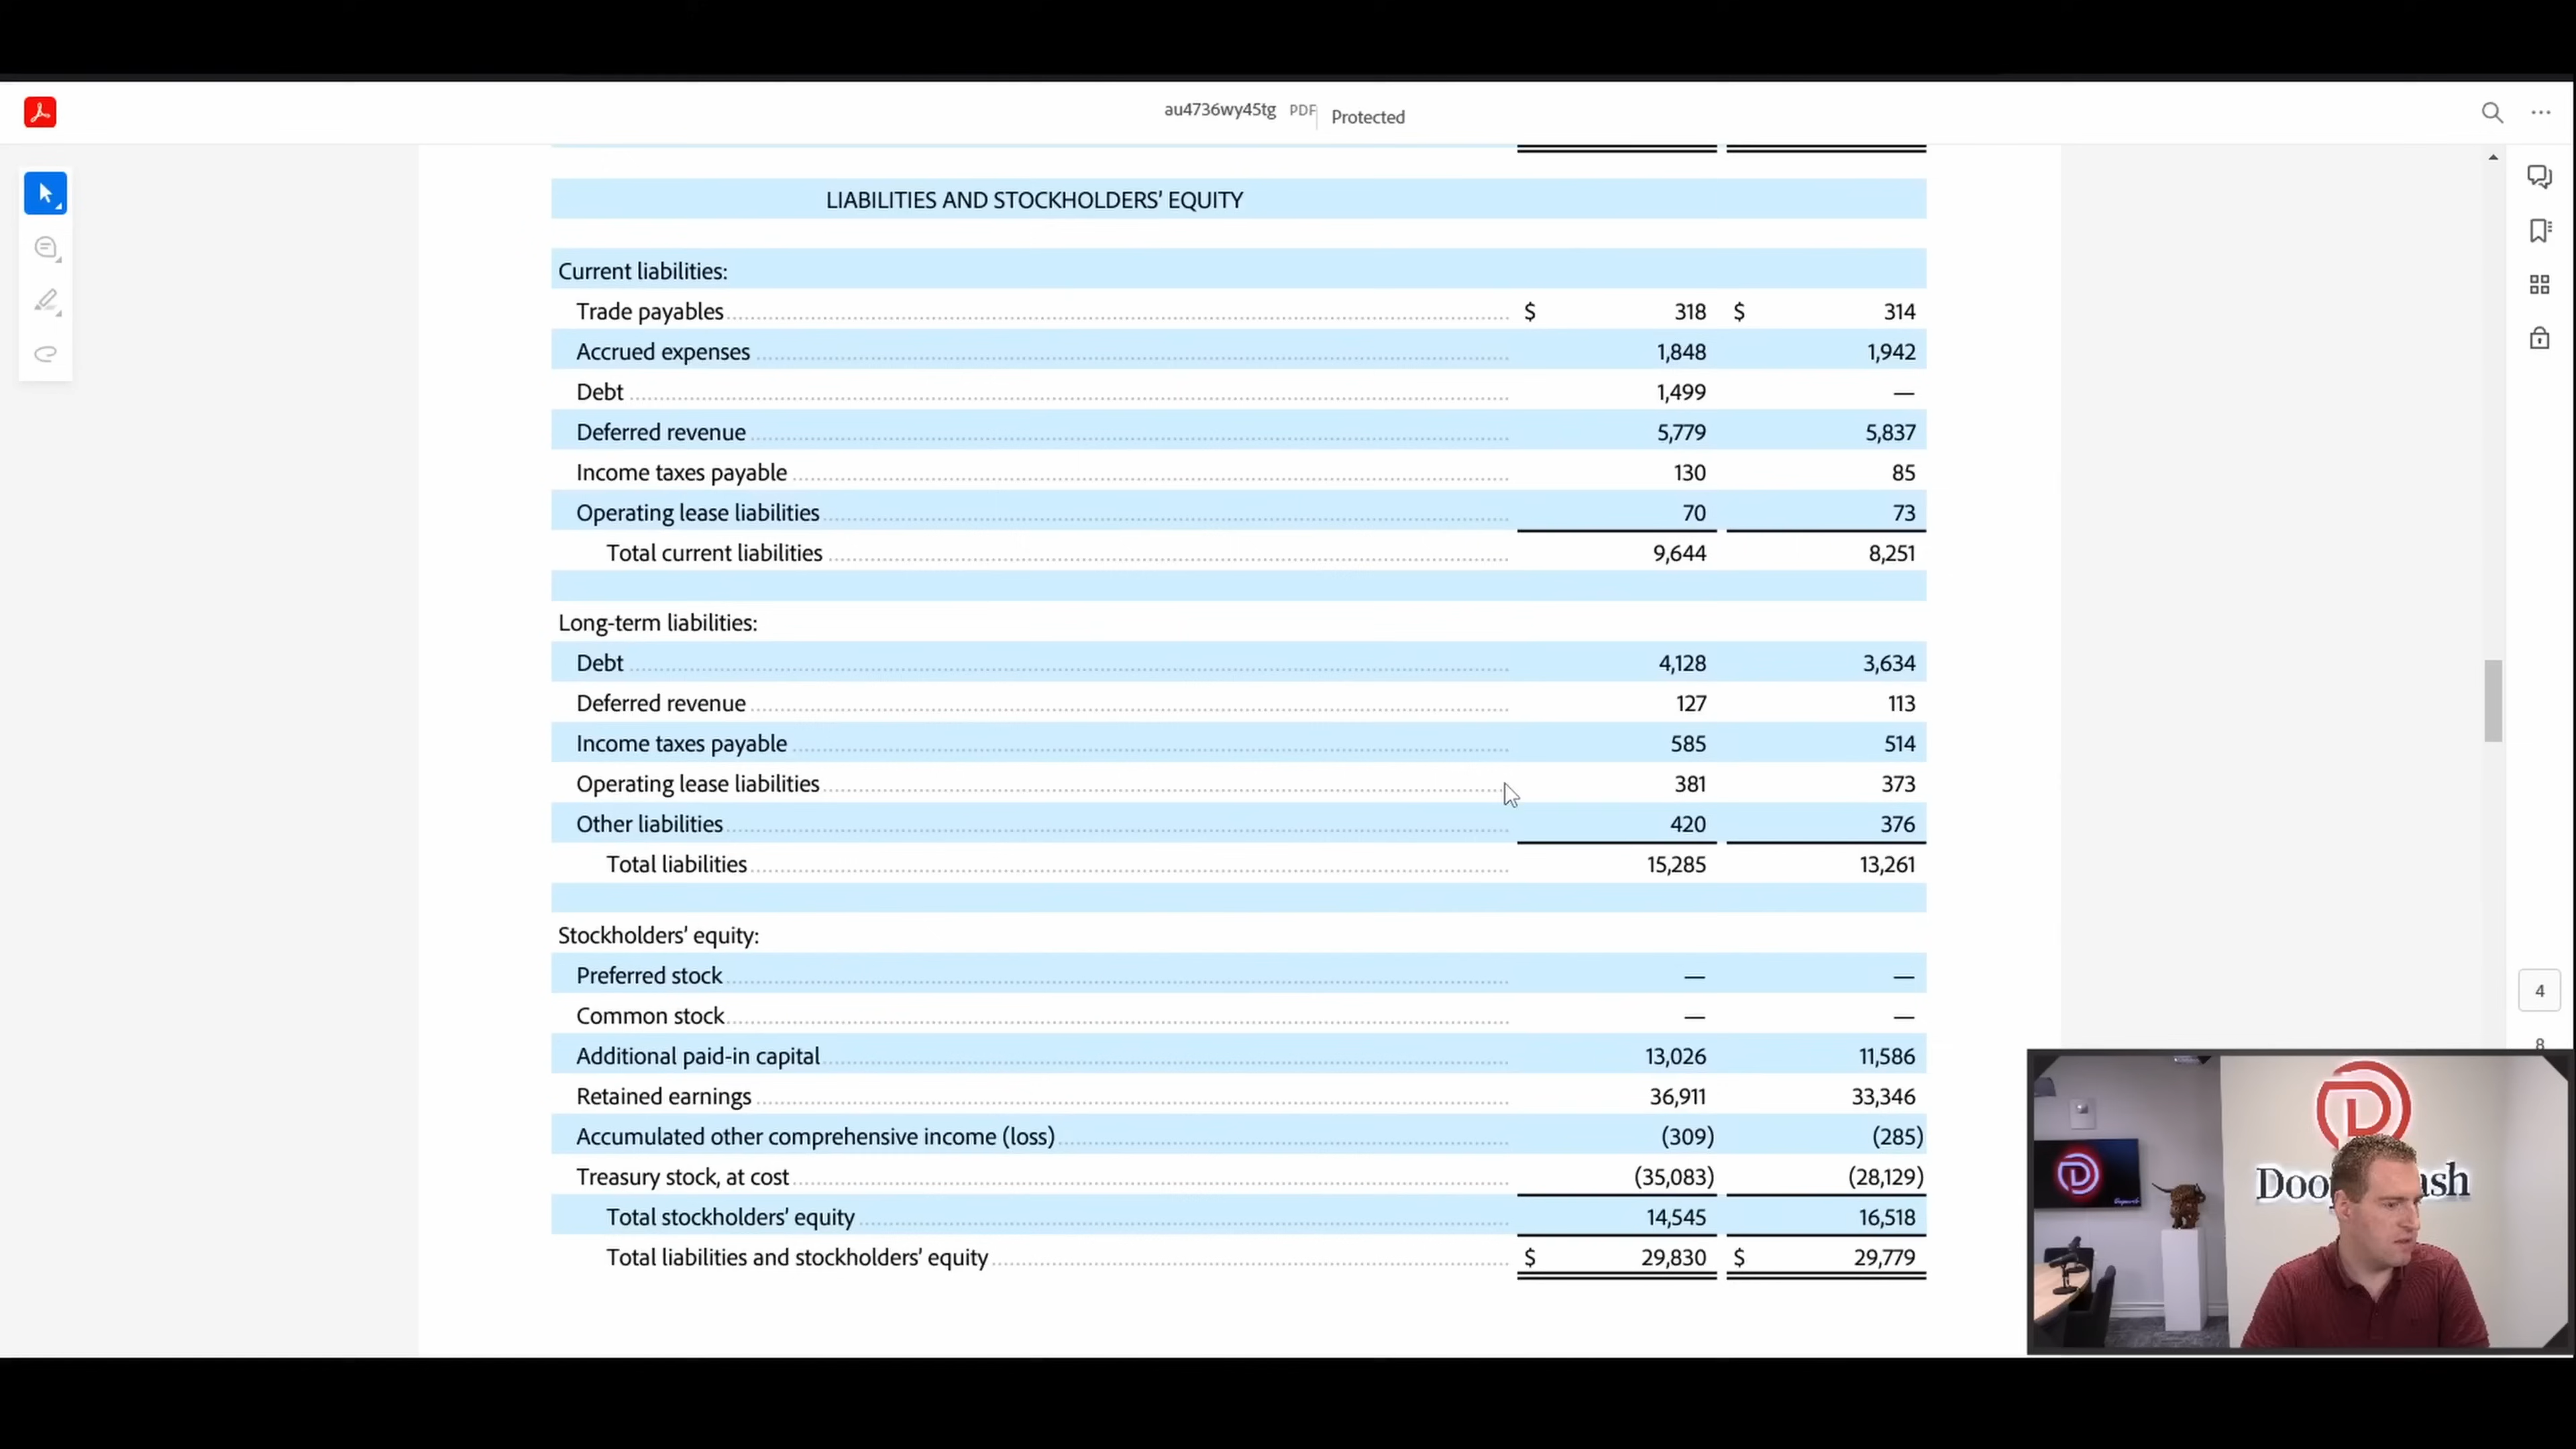 au4736wy45tg PDF Protected
LIABILITIES AND STOCKHOLDERS' EQUITY
Current liabilities:
Trade payables $ 318 $ 314
Accrued expenses 1,848 1,942
Debt 1,499 —
Deferred revenue 5,779 5,837
Income taxes payable 130 85
Operating lease liabilities 70 73
Total current liabilities 9,644 8,251
Long-term liabilities:
Debt 4,128 3,634
Deferred revenue 127 113
Income taxes payable 585 514
Operating lease liabilities 381 373
Other liabilities 420 376
Total liabilities 15,285 13,261
Stockholders' equity:
Preferred stock — —
Common stock — —
Additional paid-in capital 13,026 11,586
Retained earnings 36,911 33,346
Accumulated other comprehensive income (loss) (309) (285)
Treasury stock, at cost (35,083) (28,129)
Total stockholders' equity 14,545 16,518
Total liabilities and stockholders' equity $ 29,830 $ 29,779
4
8